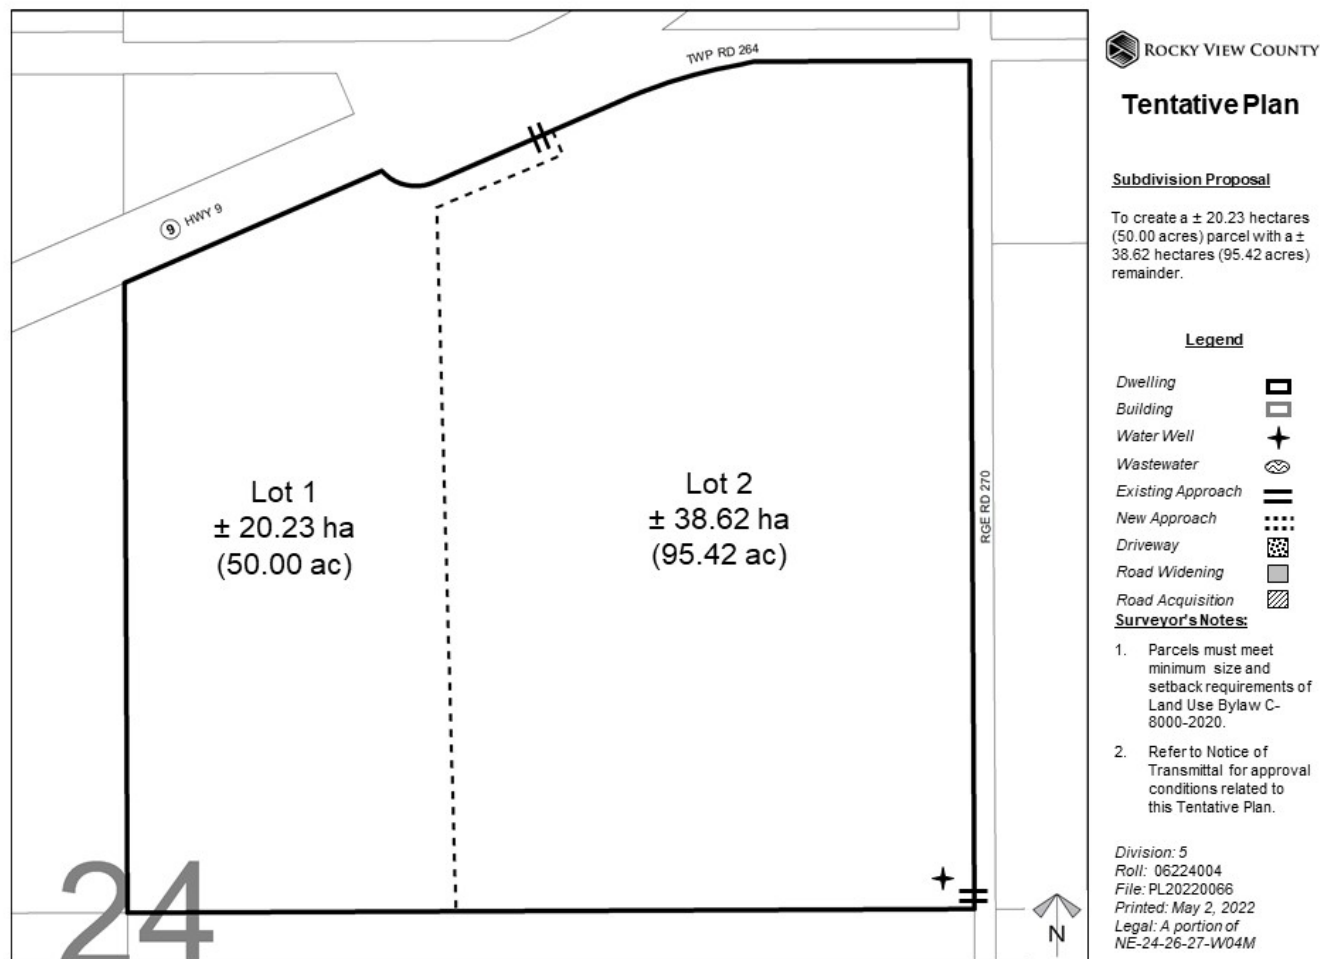 TWP RD 264
9 HWY 9
Lot 1
± 20.23 ha
(50.00 ac)
Lot 2
± 38.62 ha
(95.42 ac)
RGE RD 270
24
N
ROCKY VIEW COUNTY
Tentative Plan
Subdivision Proposal
To create a ± 20.23 hectares
(50.00 acres) parcel with a ±
38.62 hectares (95.42 acres)
remainder.
Legend
Dwelling
Building
Water Well
Wastewater
Existing Approach
New Approach
Driveway
Road Widening
Road Acquisition
Surveyor's Notes:
1. Parcels must meet
minimum size and
setback requirements of
Land Use Bylaw C-
8000-2020.
2. Refer to Notice of
Transmittal for approval
conditions related to
this Tentative Plan.
Division: 5
Roll: 06224004
File: PL20220066
Printed: May 2, 2022
Legal: A portion of
NE-24-26-27-W04M